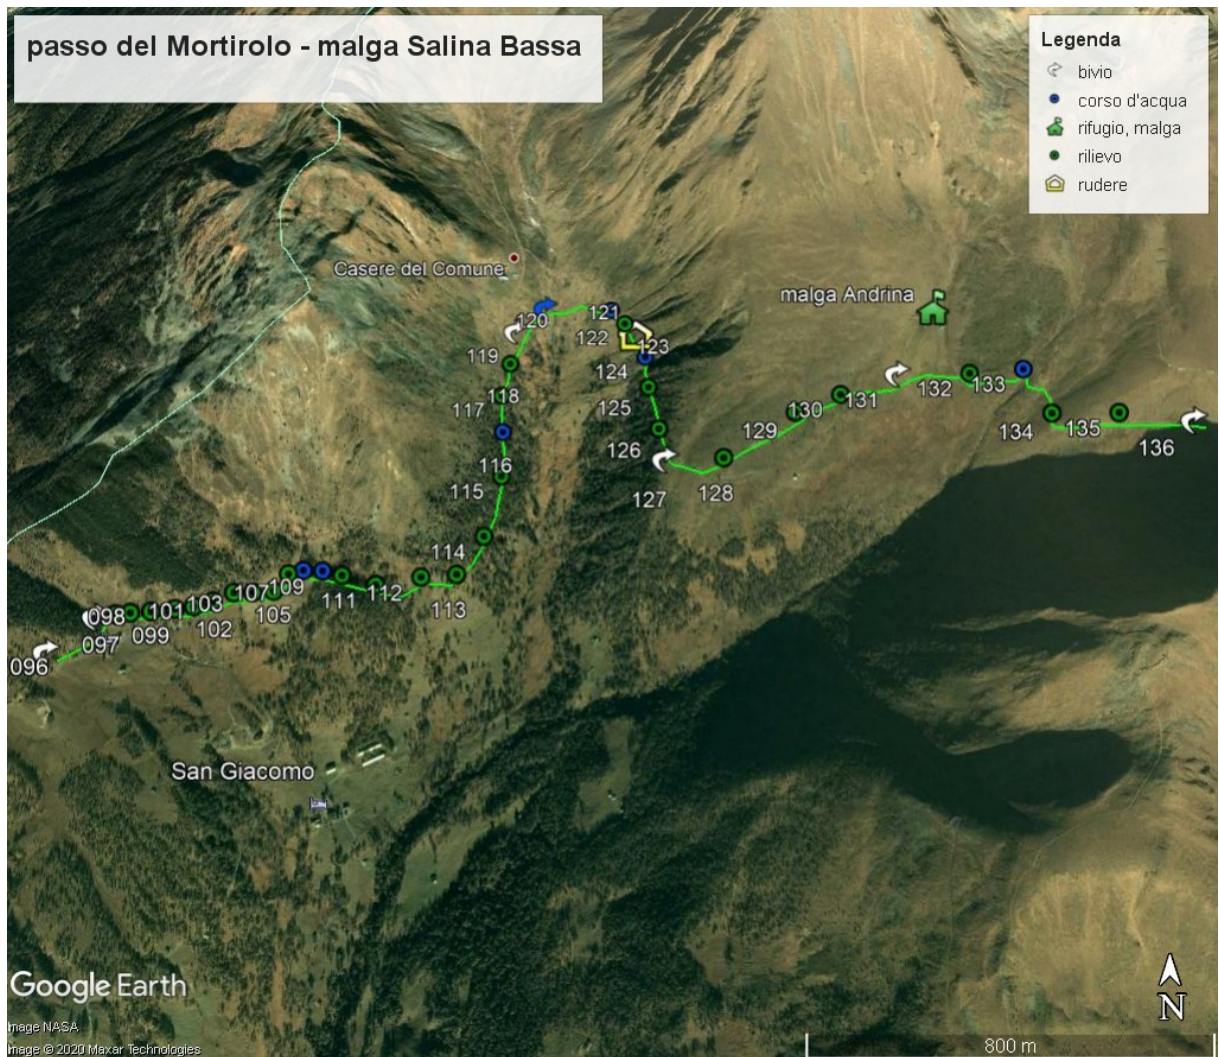 passo del Mortirolo - malga Salina Bassa
Legenda
bivio
corso d'acqua
rifugio, malga
rilievo
rudere
Casere del Comune
malga Andrina
120
121
122
123
119
124
118
117
125
130
131
132
133
129
134
135
136
126
116
115
127
128
114
109
107
112
103
101
098
111
105
113
102
099
097
096
San Giacomo
Google Earth
mage NASA
mage © 2020 Maxar Technologies
N
800 m